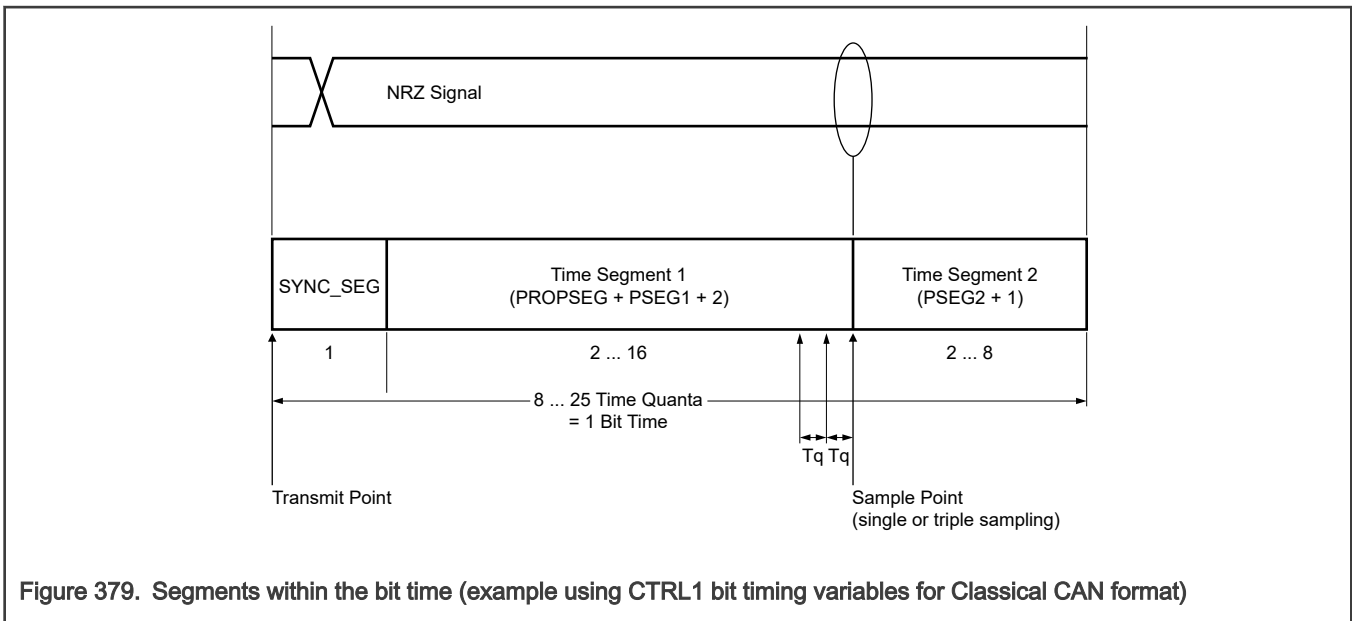 NRZ Signal
SYNC_SEG
Time Segment 1
(PROPSEG + PSEG1 + 2)
Time Segment 2
(PSEG2 + 1)
1
2 ... 16
2 ... 8
8 ... 25 Time Quanta
= 1 Bit Time
Tq Tq
Transmit Point
Sample Point
(single or triple sampling)
Figure 379. Segments within the bit time (example using CTRL1 bit timing variables for Classical CAN format)